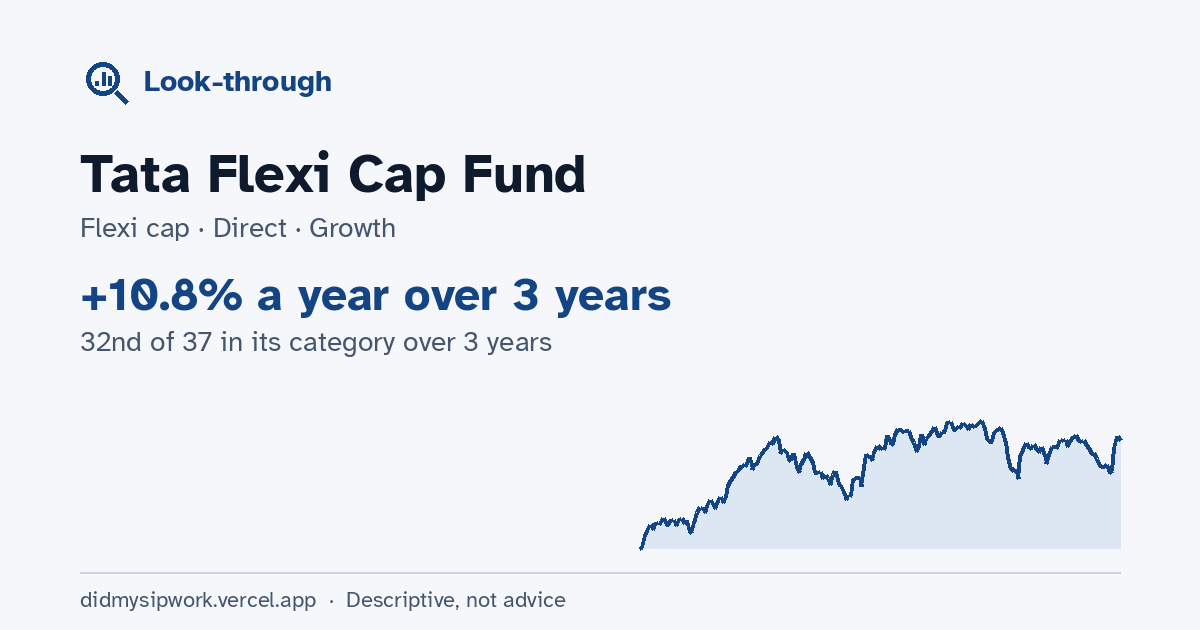 Look-through
Tata Flexi Cap Fund
Flexi cap · Direct · Growth
+10.8% a year over 3 years
32nd of 37 in its category over 3 years
didmysipwork.vercel.app · Descriptive, not advice